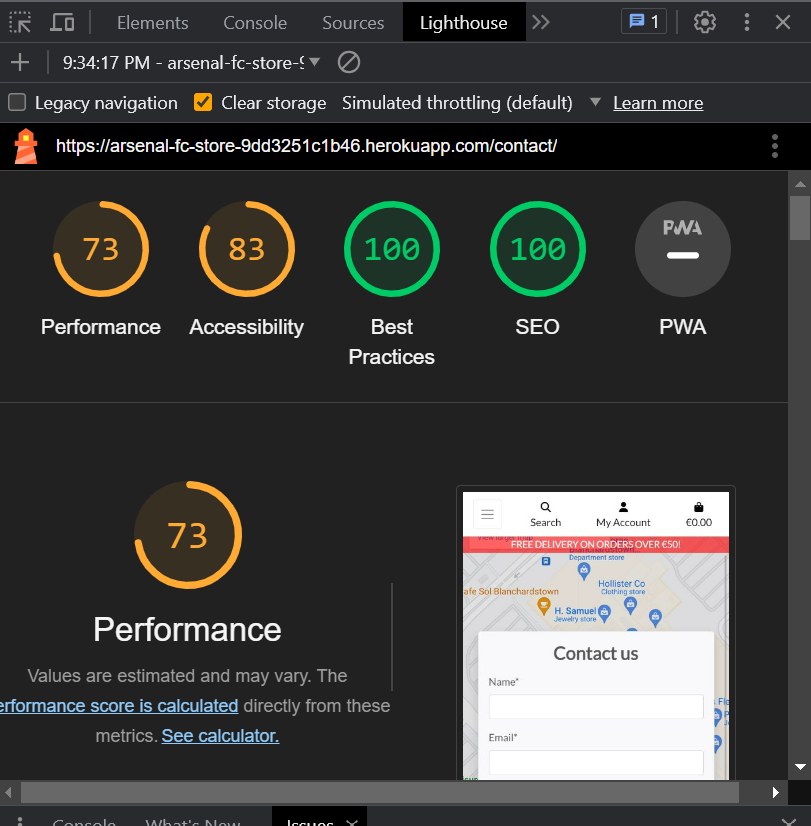 Elements Console Sources Lighthouse 1
9:34:17 PM - arsenal-fc-store-9
Legacy navigation Clear storage Simulated throttling (default) Learn more
https://arsenal-fc-store-9dd3251c1b46.herokuapp.com/contact/
73 83 100 100 PWA
Performance Accessibility Best Practices SEO PWA
73
Performance
Values are estimated and may vary. The
erformance score is calculated directly from these
metrics. See calculator.
Search My Account €0.00
FREE DELIVERY ON ORDERS OVER €50!
View larger map
Department store
Hollister Co
Clothing store
afe Sol Blanchardstown
H. Samuel
Jewelry store
Contact us
Name*
Email*
Console What's New Issues